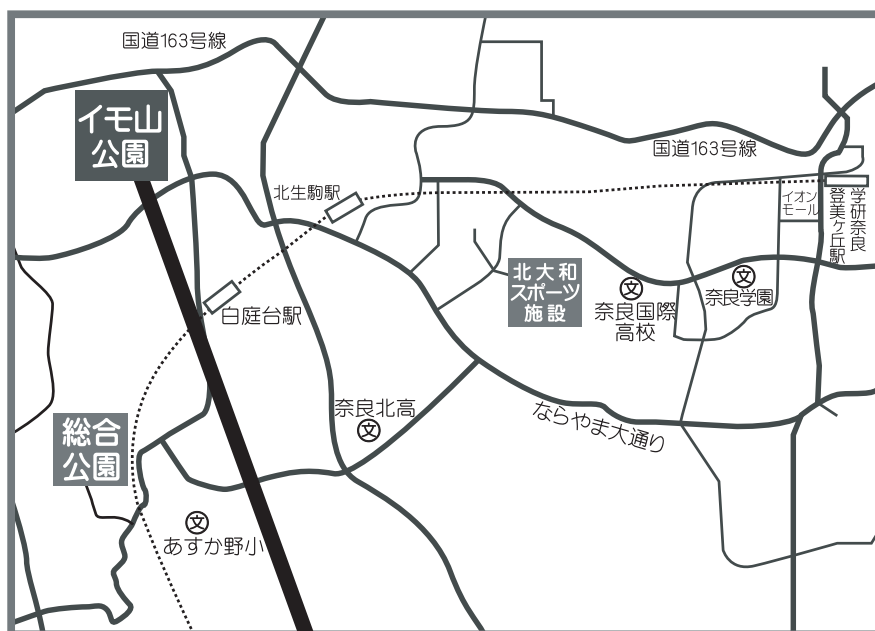 国道163号線
イモ山
公園
国道163号線
北生駒駅
イオン
モール
学研奈良
登美ヶ丘駅
北大和
スポーツ
施設
奈良国際
高校
文
奈良学園
文
白庭台駅
奈良北高
文
ならやま大通り
総合
公園
文
あすか野小